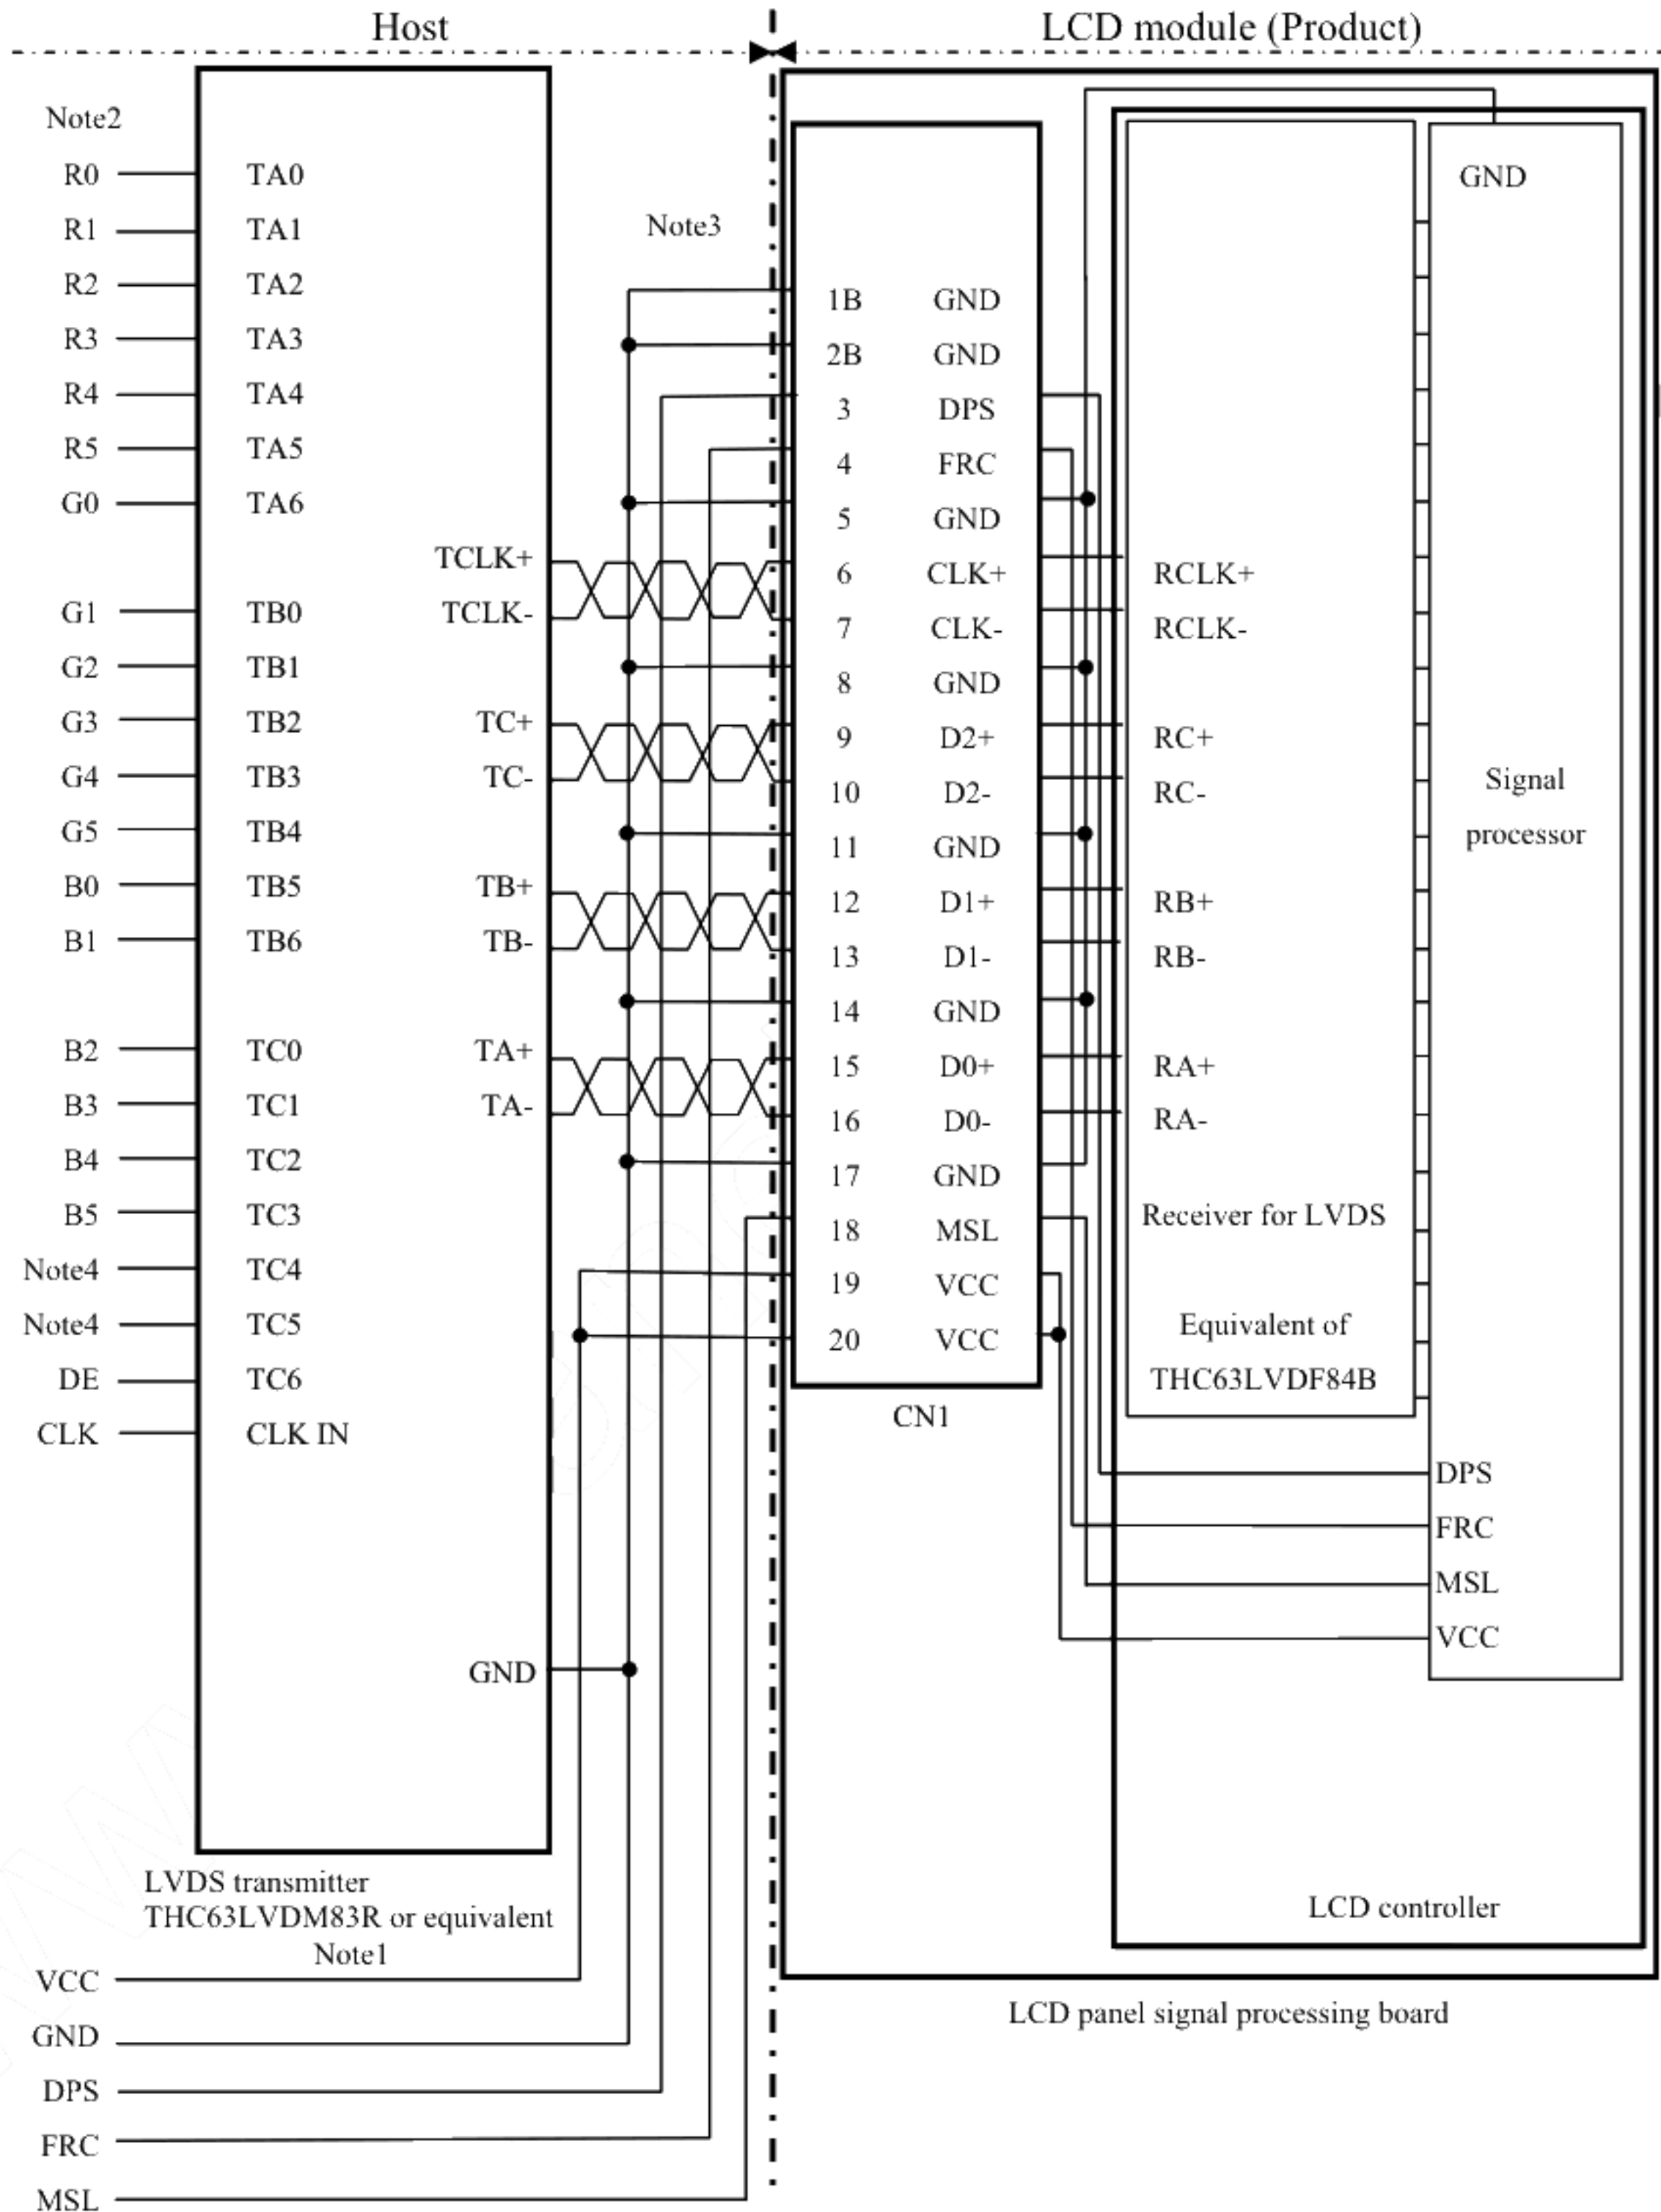 Host
LCD module (Product)
Note2
R0 TA0
R1 TA1
R2 TA2
R3 TA3
R4 TA4
R5 TA5
G0 TA6
G1 TB0
G2 TB1
G3 TB2
G4 TB3
G5 TB4
B0 TB5
B1 TB6
B2 TC0
B3 TC1
B4 TC2
B5 TC3
Note4 TC4
Note4 TC5
DE TC6
CLK CLK IN
TCLK+
TCLK-
TC+
TC-
TB+
TB-
TA+
TA-
GND
LVDS transmitter
THC63LVDM83R or equivalent
Note1
VCC
GND
DPS
FRC
MSL
Note3
1B GND
2B GND
3 DPS
4 FRC
5 GND
6 CLK+
7 CLK-
8 GND
9 D2+
10 D2-
11 GND
12 D1+
13 D1-
14 GND
15 D0+
16 D0-
17 GND
18 MSL
19 VCC
20 VCC
CN1
RCLK+
RCLK-
RC+
RC-
RB+
RB-
RA+
RA-
Receiver for LVDS
Equivalent of
THC63LVDF84B
GND
Signal
processor
DPS
FRC
MSL
VCC
LCD controller
LCD panel signal processing board